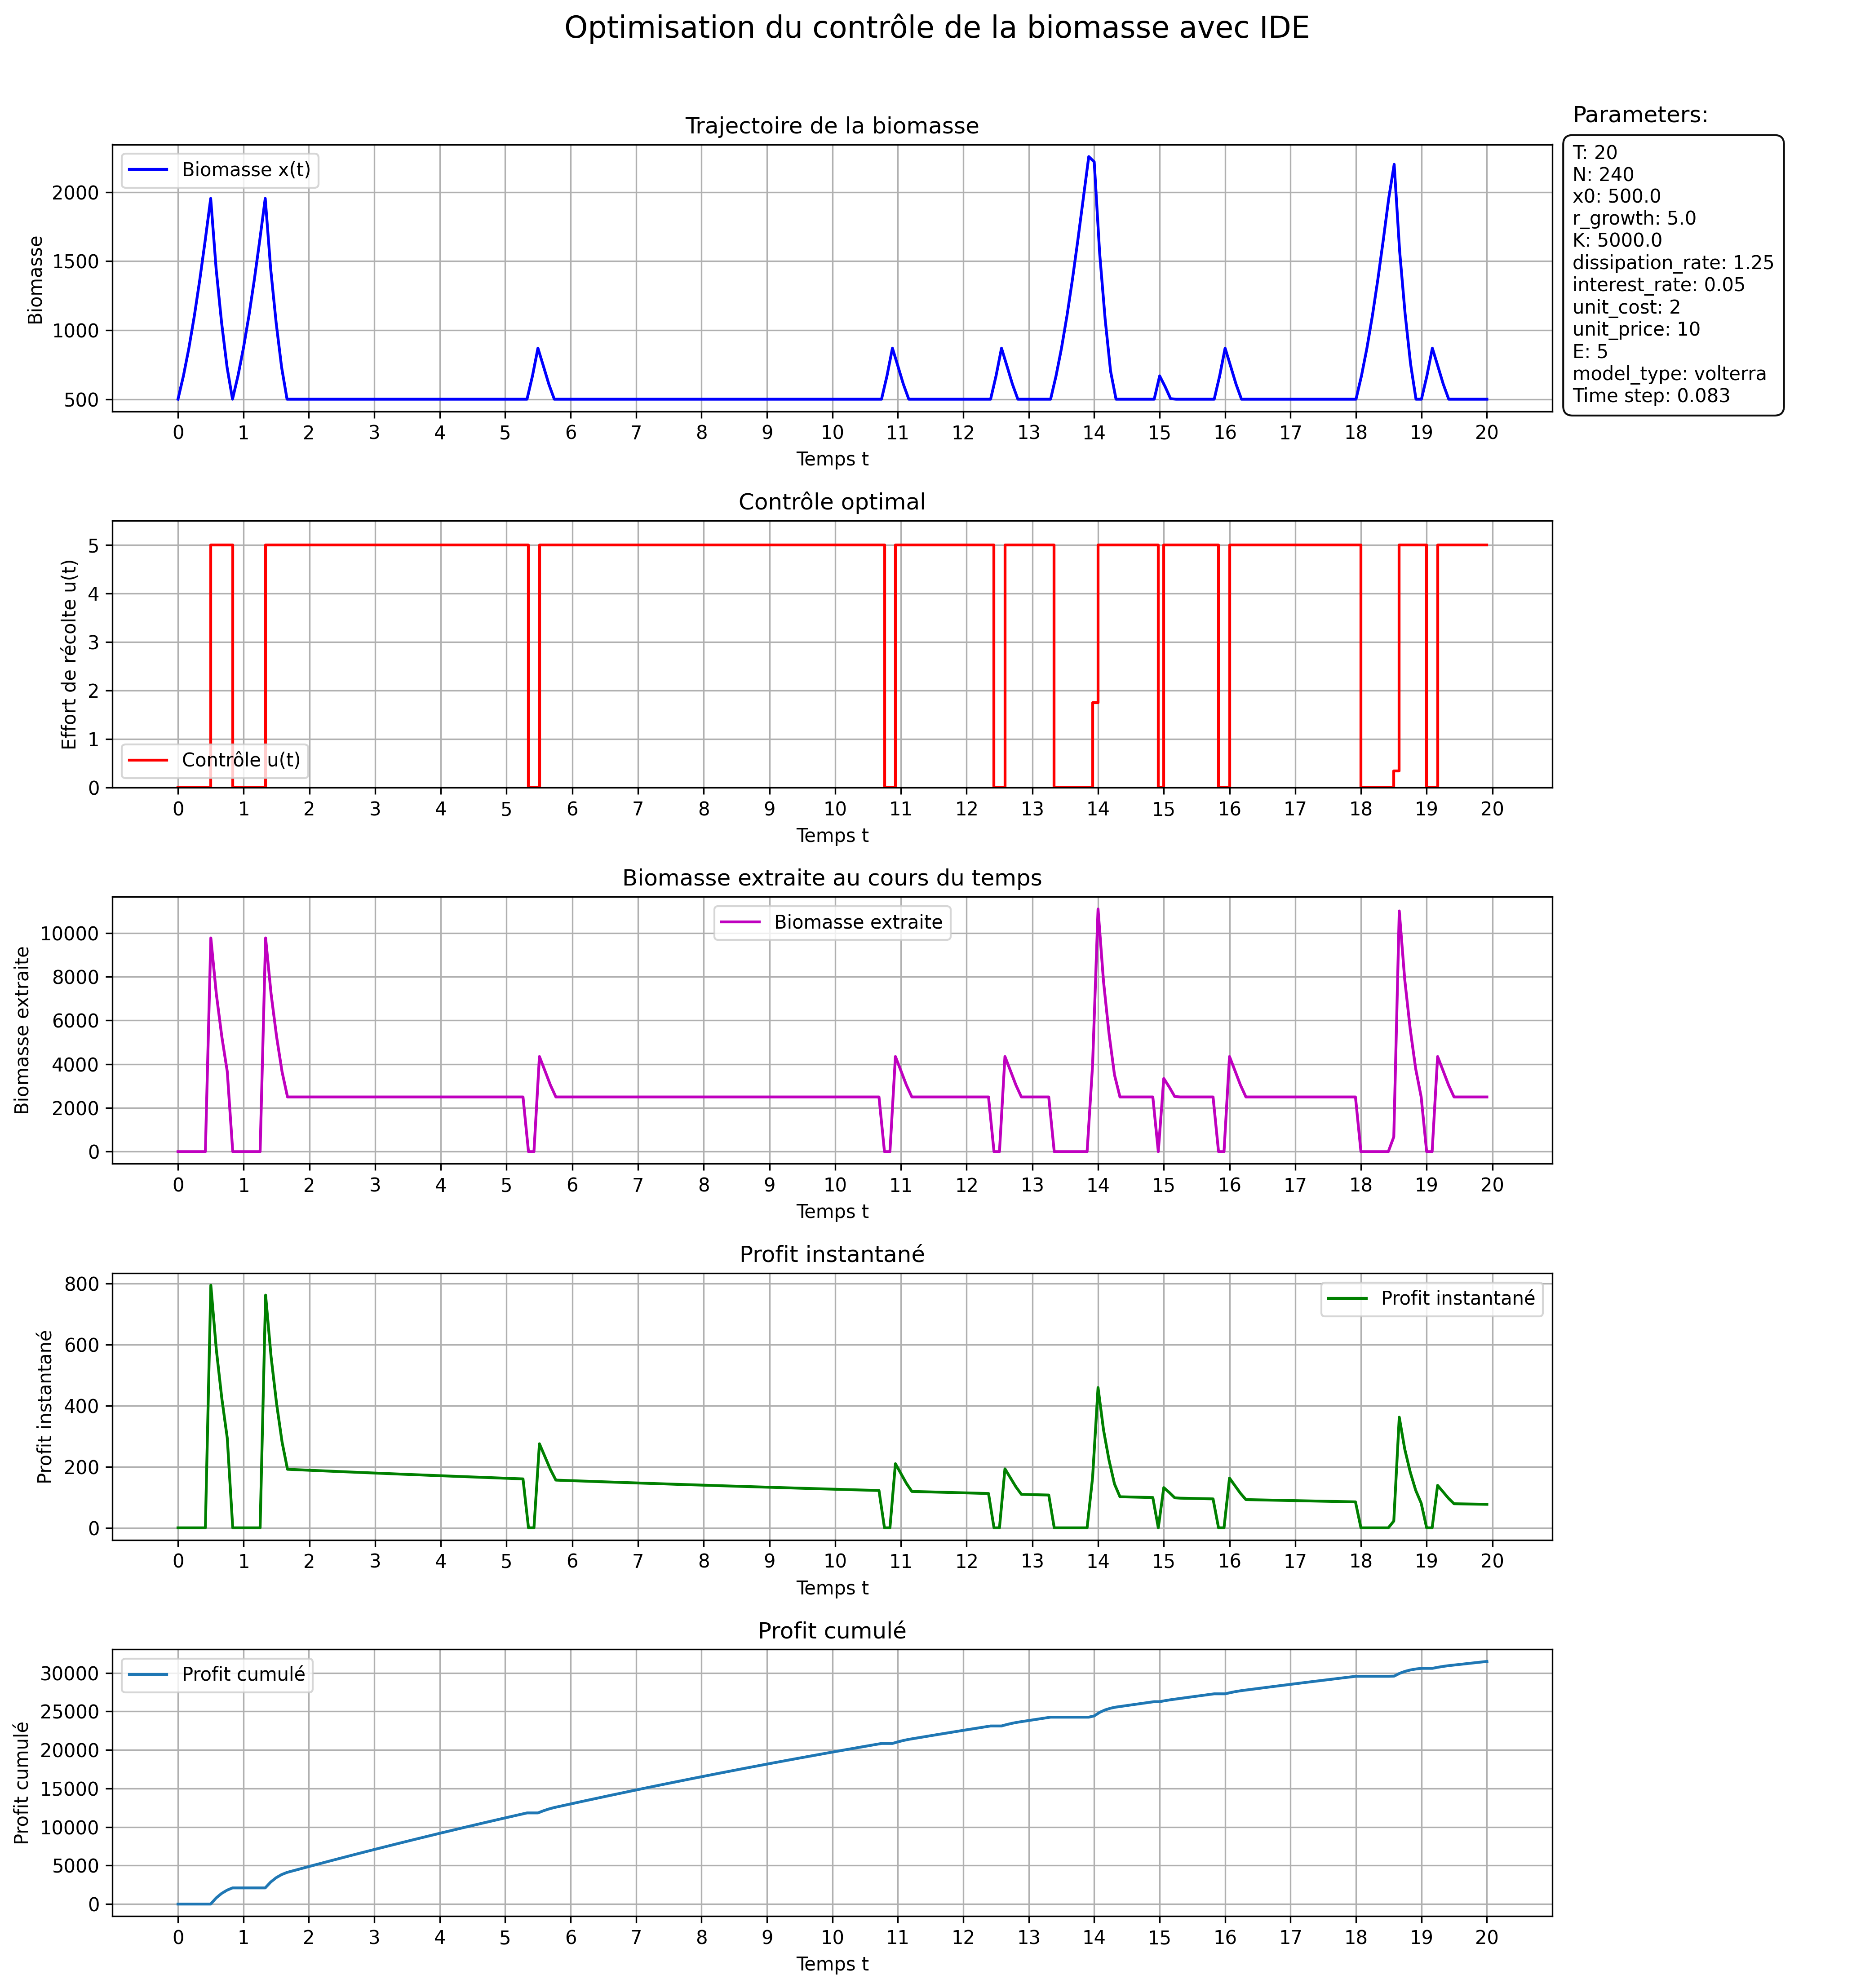 Optimisation du contrôle de la biomasse avec IDE
Parameters:
T: 20
N: 240
x0: 500.0
r_growth: 5.0
K: 5000.0
dissipation_rate: 1.25
interest_rate: 0.05
unit_cost: 2
unit_price: 10
E: 5
model_type: volterra
Time step: 0.083
Trajectoire de la biomasse
Biomasse x(t)
Biomasse
2000
1500
1000
500
0 1 2 3 4 5 6 7 8 9 10 11 12 13 14 15 16 17 18 19 20
Temps t
Contrôle optimal
Effort de récolte u(t)
5
4
3
2
1
0
Contrôle u(t)
0 1 2 3 4 5 6 7 8 9 10 11 12 13 14 15 16 17 18 19 20
Temps t
Biomasse extraite au cours du temps
Biomasse extraite
Biomasse extraite
10000
8000
6000
4000
2000
0
0 1 2 3 4 5 6 7 8 9 10 11 12 13 14 15 16 17 18 19 20
Temps t
Profit instantané
Profit instantané
Profit instantané
800
600
400
200
0
0 1 2 3 4 5 6 7 8 9 10 11 12 13 14 15 16 17 18 19 20
Temps t
Profit cumulé
Profit cumulé
Profit cumulé
30000
25000
20000
15000
10000
5000
0
0 1 2 3 4 5 6 7 8 9 10 11 12 13 14 15 16 17 18 19 20
Temps t